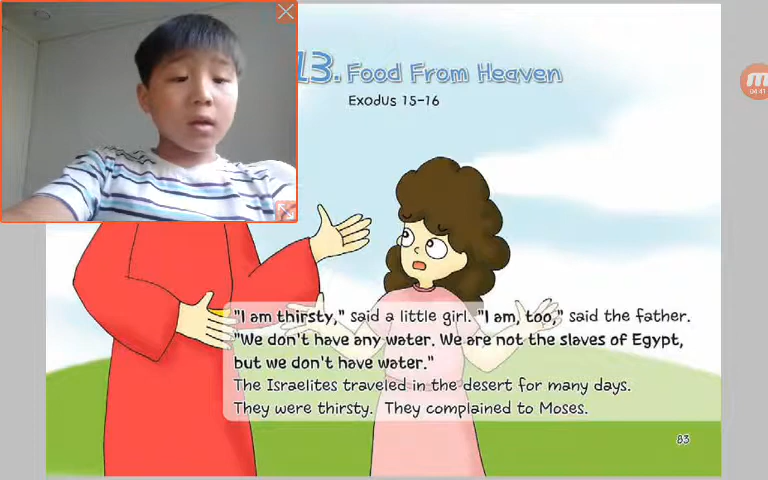 13. Food From Heaven
Exodus 15-16
"I am thirsty," said a little girl. "I am, too," said the father.
"We don't have any water. We are not the slaves of Egypt,
but we don't have water."
The Israelites traveled in the desert for many days.
They were thirsty. They complained to Moses.
83
04:41